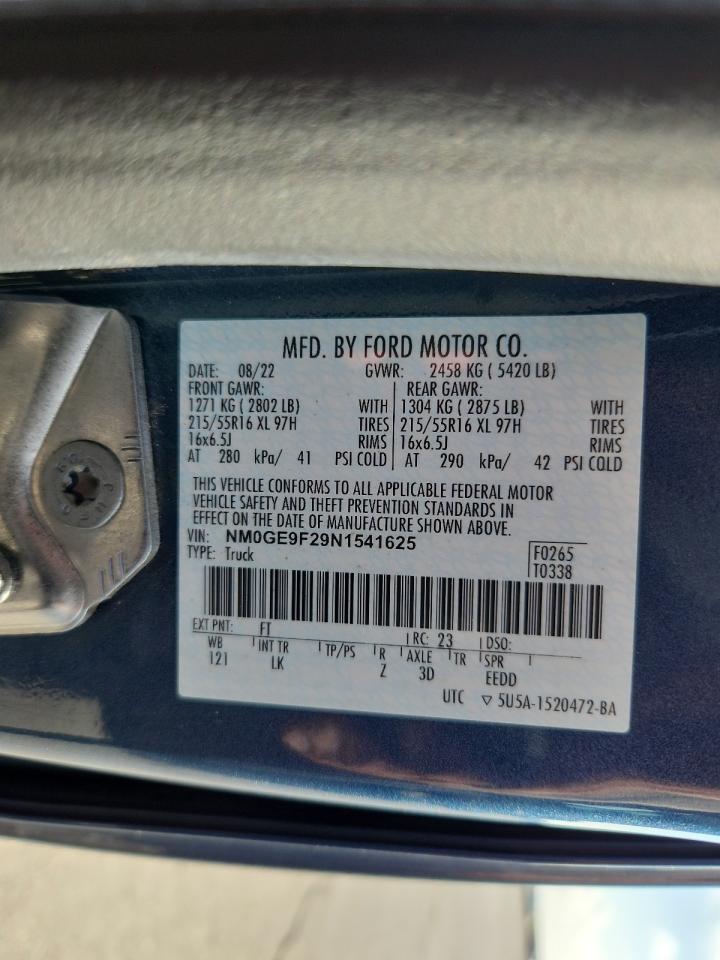 MFD. BY FORD MOTOR CO.
DATE: 08/22 GVWR: 2458 KG ( 5420 LB)
FRONT GAWR: REAR GAWR:
1271 KG ( 2802 LB) WITH 1304 KG ( 2875 LB) WITH
215/55R16 XL 97H TIRES 215/55R16 XL 97H TIRES
16x6.5J RIMS 16x6.5J RIMS
AT 280 kPa/ 41 PSI COLD AT 290 kPa/ 42 PSI COLD
THIS VEHICLE CONFORMS TO ALL APPLICABLE FEDERAL MOTOR
VEHICLE SAFETY AND THEFT PREVENTION STANDARDS IN
EFFECT ON THE DATE OF MANUFACTURE SHOWN ABOVE.
VIN: NM0GE9F29N1541625
TYPE: Truck F0265
T0338
EXT PNT: FT RC: 23 DSO:
WB INT TR TP/PS R AXLE TR SPR
121 LK Z 3D EEDD
UTC ▽ 5U5A-1520472-BA